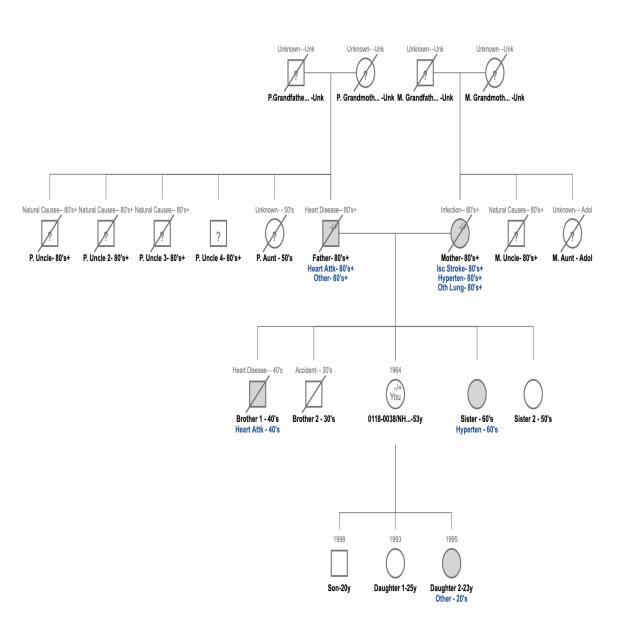 Unknown- -Unk Unknown- -Unk Unknown- -Unk Unknown- -Unk
? ? ? ?
P.Grandfathe... -Unk P. Grandmoth... -Unk M. Grandfath... -Unk M. Grandmoth... -Unk
Natural Causes-- 80's+ Natural Causes-- 80's+ Natural Causes-- 80's+ Unknown- - 50's Heart Disease-- 80's+ Infection-- 80's+ Natural Causes-- 80's+ Unknown- - Adol
? ? ? ? ? -/+ -/+ ? ?
P. Uncle- 80's+ P. Uncle 2- 80's+ P. Uncle 3- 80's+ P. Uncle 4- 80's+ P. Aunt - 50's Father- 80's+ Mother- 80's+ M. Uncle- 80's+ M. Aunt - Adol
Heart Attk- 80's+ Isc Stroke- 80's+
Other- 80's+ Hyperten- 80's+
Oth Lung- 80's+
Heart Disease- - 40's Accident- - 30's 1964
-/+
You
Brother 1 - 40's Brother 2 - 30's 0118-0038/NH...-53y Sister - 60's Sister 2 - 50's
Heart Attk - 40's Hyperten - 60's
1998 1993 1995
Son-20y Daughter 1-25y Daughter 2-23y
Other - 20's